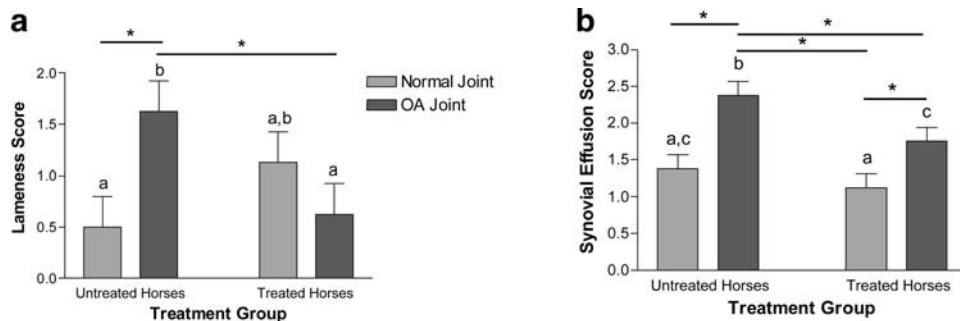 a
*
*
Lameness Score
2.0
1.5
1.0
0.5
0.0
a
b
a,b
a
Untreated Horses Treated Horses
Treatment Group
Normal Joint
OA Joint
b
*
*
*
*
Synovial Effusion Score
3.0
2.5
2.0
1.5
1.0
0.5
0.0
a,c
b
a
c
Untreated Horses Treated Horses
Treatment Group